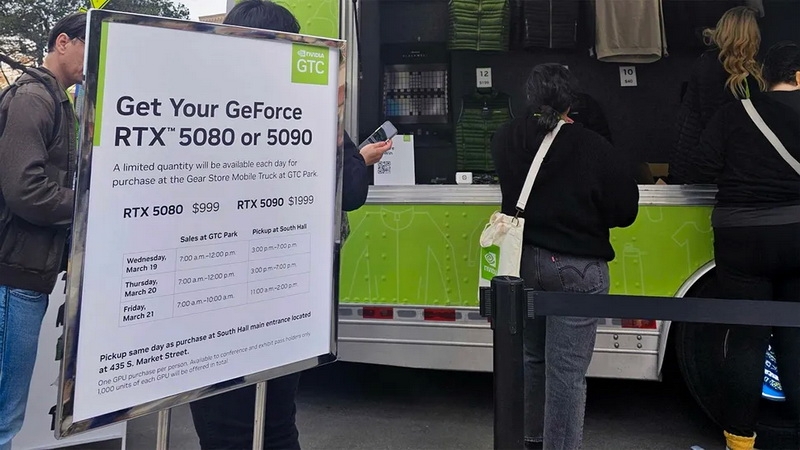 NVIDIA
GTC
Get Your GeForce
RTX™ 5080 or 5090
A limited quantity will be available each day for
purchase at the Gear Store Mobile Truck at GTC Park.
RTX 5080 $999 RTX 5090 $1999
Sales at GTC Park Pickup at South Hall
Wednesday, March 19 7:00 a.m.–12:00 p.m. 3:00 p.m.–7:00 p.m.
Thursday, March 20 7:00 a.m.–12:00 p.m. 3:00 p.m.–7:00 p.m.
Friday, March 21 7:00 a.m.–10:00 a.m. 11:00 a.m.–2:00 p.m.
Pickup same day as purchase at South Hall main entrance located
at 435 S. Market Street.
One GPU purchase per person. Available to conference and exhibit pass holders only
1,000 units of each GPU will be offered in total
12
10